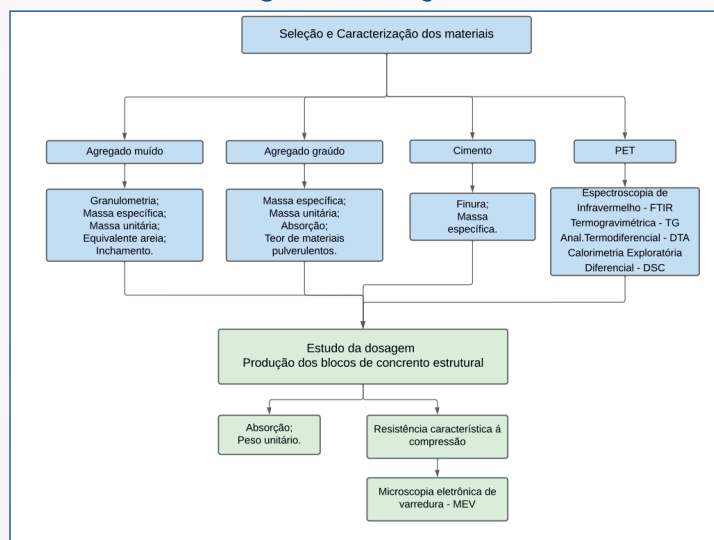 Seleção e Caracterização dos materiais
Agregado muído
Agregado graúdo
Cimento
PET
Granulometria;
Massa específica;
Massa unitária;
Equivalente areia;
Inchamento.
Massa específica;
Massa unitária;
Absorção;
Teor de materiais
pulverulentos.
Finura;
Massa
específica.
Espectroscopia de
Infravermelho - FTIR
Termogravimétrica - TG
Anal.Termodiferencial - DTA
Calorimetria Exploratória
Diferencial - DSC
Estudo da dosagem
Produção dos blocos de concrento estrutural
Absorção;
Peso unitário.
Resistência característica á
compressão
Microscopia eletrônica de
varredura - MEV